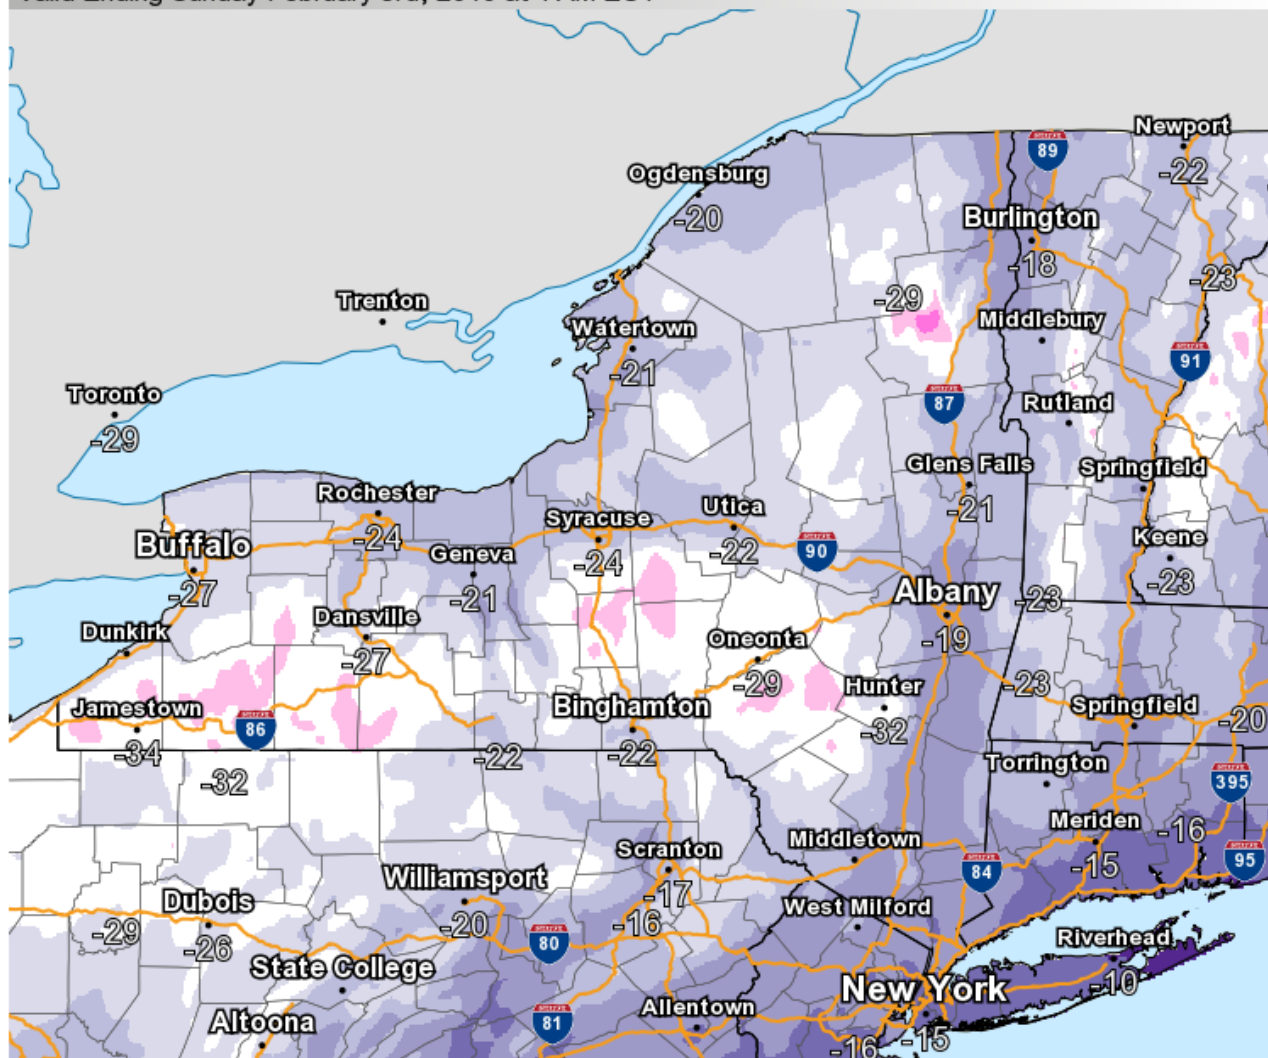 Newport
89
-22
Ogdensburg
-20
Burlington
-18
-23
Trenton
-29
Watertown
Middlebury
-21
91
Toronto
-29
87
Rutland
Glens Falls
Springfield
Rochester
-21
Syracuse
Utica
Buffalo
-24
Geneva
-24
-22
90
Keene
-27
-21
Albany
-23
-23
Dunkirk
Dansville
-19
-27
Oneonta
-29
Hunter
-23
Jamestown
86
Binghamton
-32
Springfield
-20
-34
-32
-22
-22
Torrington
395
Scranton
Middletown
Meriden
-16
Williamsport
-17
84
-15
95
Dubois
-20
-16
West Milford
-29
-26
80
Riverhead
State College
New York
-10
Altoona
81
Allentown
-16
-15